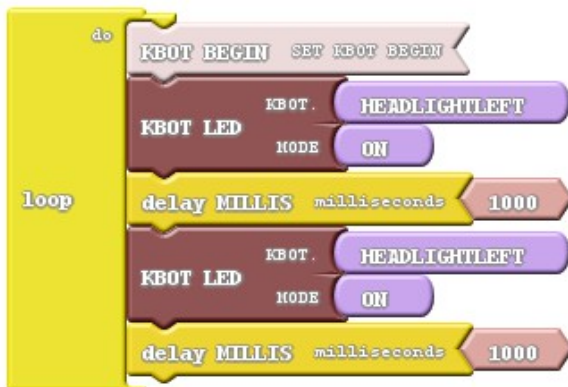 do
KBOT BEGIN SET KBOT BEGIN
KBOT. HEADLIGHTLEFT
KBOT LED
MODE ON
loop
delay MILLIS milliseconds 1000
KBOT. HEADLIGHTLEFT
KBOT LED
MODE ON
delay MILLIS milliseconds 1000